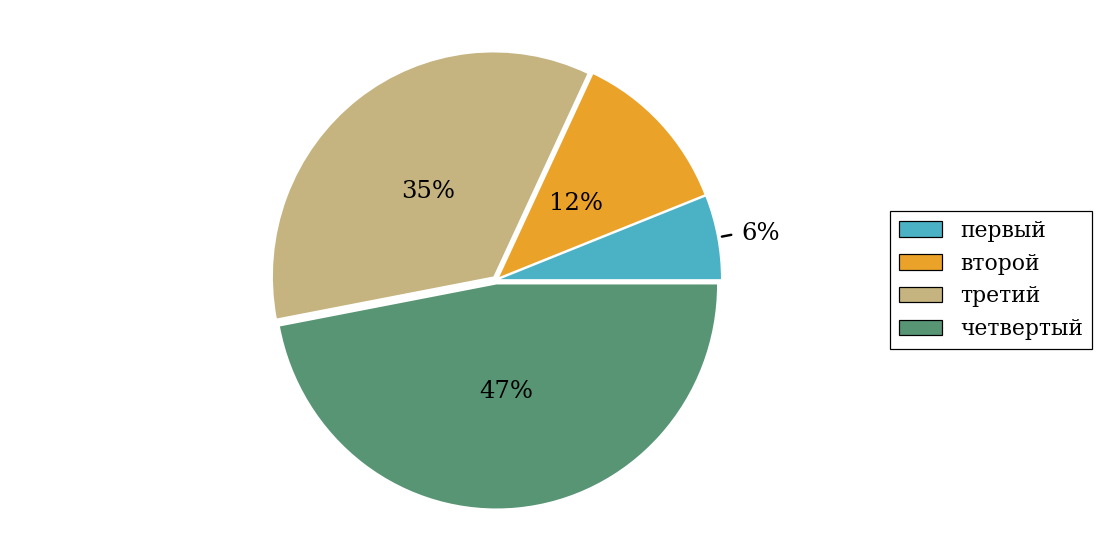 35%
12%
6%
47%
первый
второй
третий
четвертый